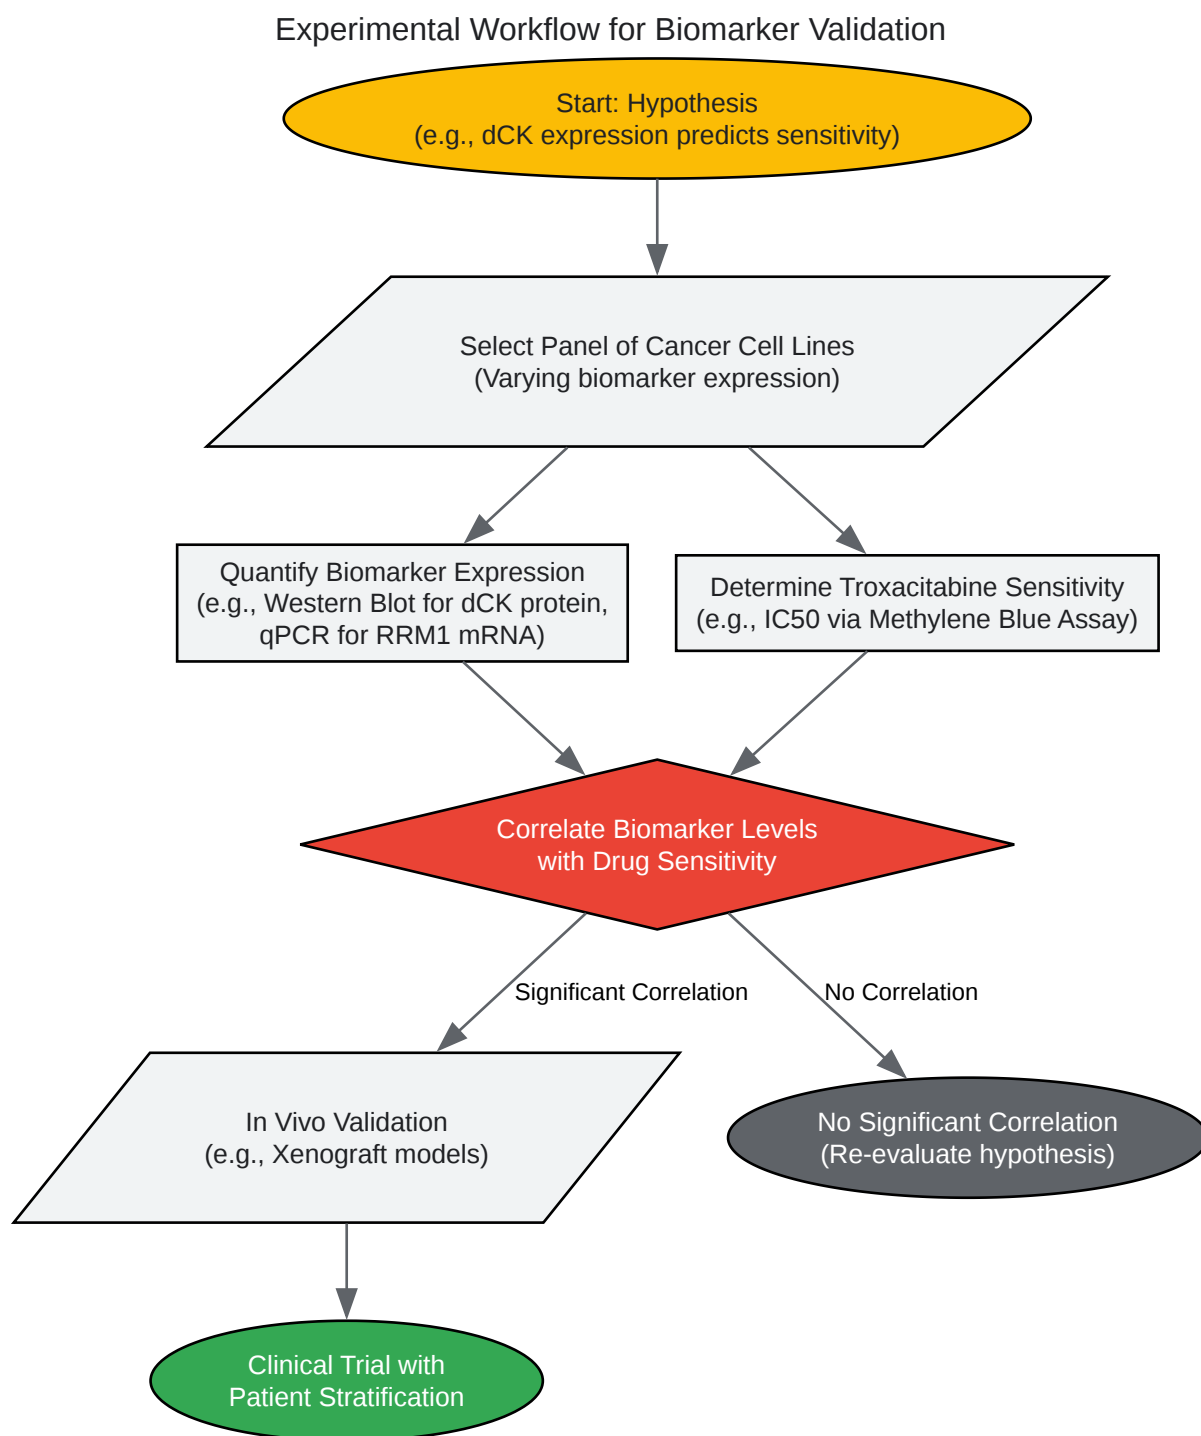 Experimental Workflow for Biomarker Validation
Start: Hypothesis
(e.g., dCK expression predicts sensitivity)
Select Panel of Cancer Cell Lines
(Varying biomarker expression)
Quantify Biomarker Expression
(e.g., Western Blot for dCK protein,
qPCR for RRM1 mRNA)
Determine Troxacitabine Sensitivity
(e.g., IC50 via Methylene Blue Assay)
Correlate Biomarker Levels
with Drug Sensitivity
Significant Correlation
No Correlation
In Vivo Validation
(e.g., Xenograft models)
No Significant Correlation
(Re-evaluate hypothesis)
Clinical Trial with
Patient Stratification